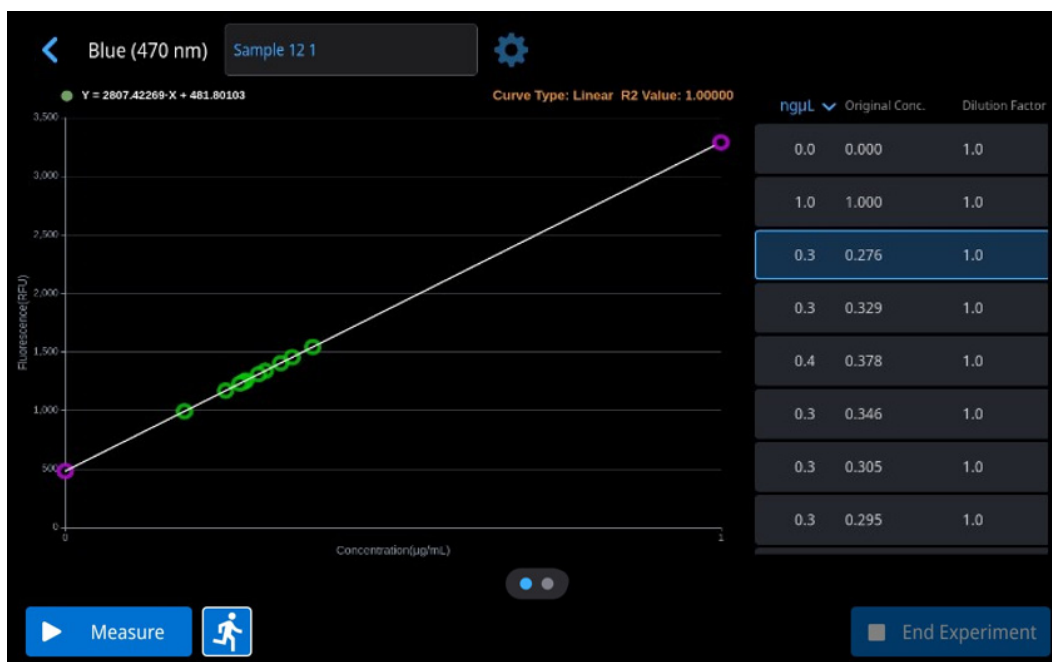 Blue (470 nm)
Sample 12 1
Y = 2807.42269·X + 481.80103
Curve Type: Linear R2 Value: 1.00000
3,500
3,000
2,500
2,000
1,500
1,000
500
0
Fluorescence(RFU)
0
1
Concentration(µg/mL)
ngµL Original Conc. Dilution Factor
0.0 0.000 1.0
1.0 1.000 1.0
0.3 0.276 1.0
0.3 0.329 1.0
0.4 0.378 1.0
0.3 0.346 1.0
0.3 0.305 1.0
0.3 0.295 1.0
Measure
End Experiment